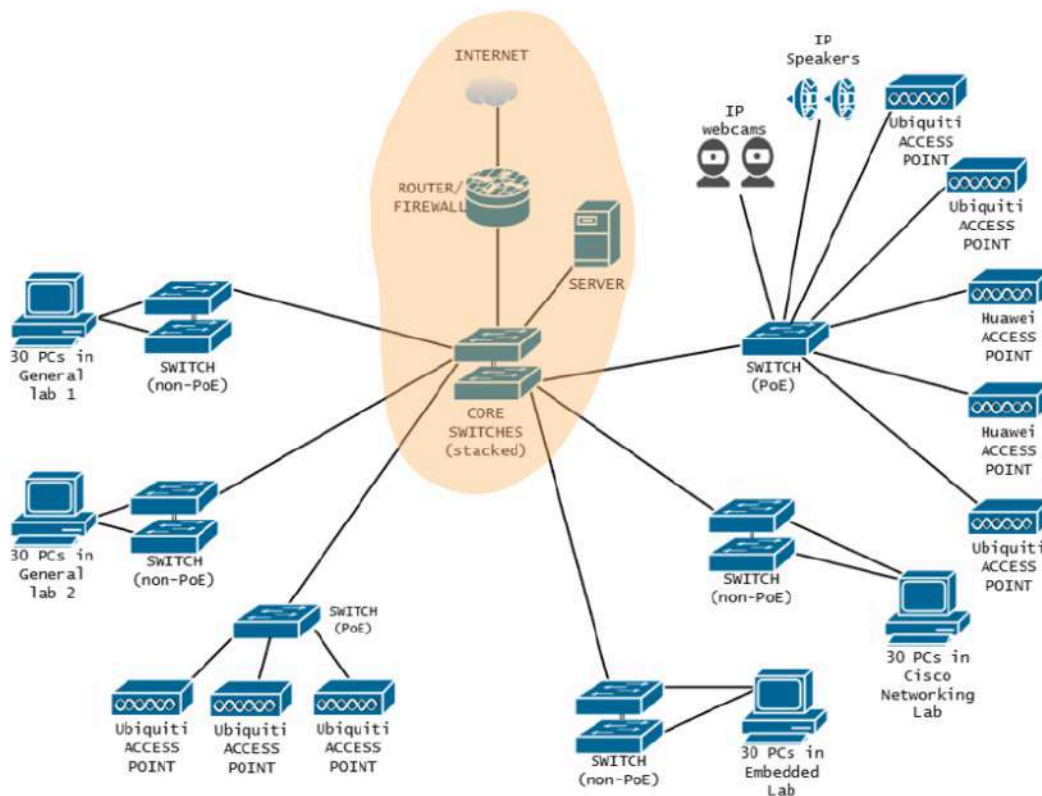 INTERNET
ROUTER/
FIREWALL
SERVER
CORE
SWITCHES
(stacked)
IP
Speakers
IP
webcams
Ubiquiti
ACCESS
POINT
Ubiquiti
ACCESS
POINT
Huawei
ACCESS
POINT
Huawei
ACCESS
POINT
Ubiquiti
ACCESS
POINT
SWITCH
(PoE)
30 PCs in
General
lab 1
SWITCH
(non-PoE)
30 PCs in
General
lab 2
SWITCH
(non-PoE)
SWITCH
(PoE)
Ubiquiti
ACCESS
POINT
Ubiquiti
ACCESS
POINT
Ubiquiti
ACCESS
POINT
SWITCH
(non-PoE)
30 PCs in
Cisco
Networking
Lab
SWITCH
(non-PoE)
30 PCs in
Embedded
Lab